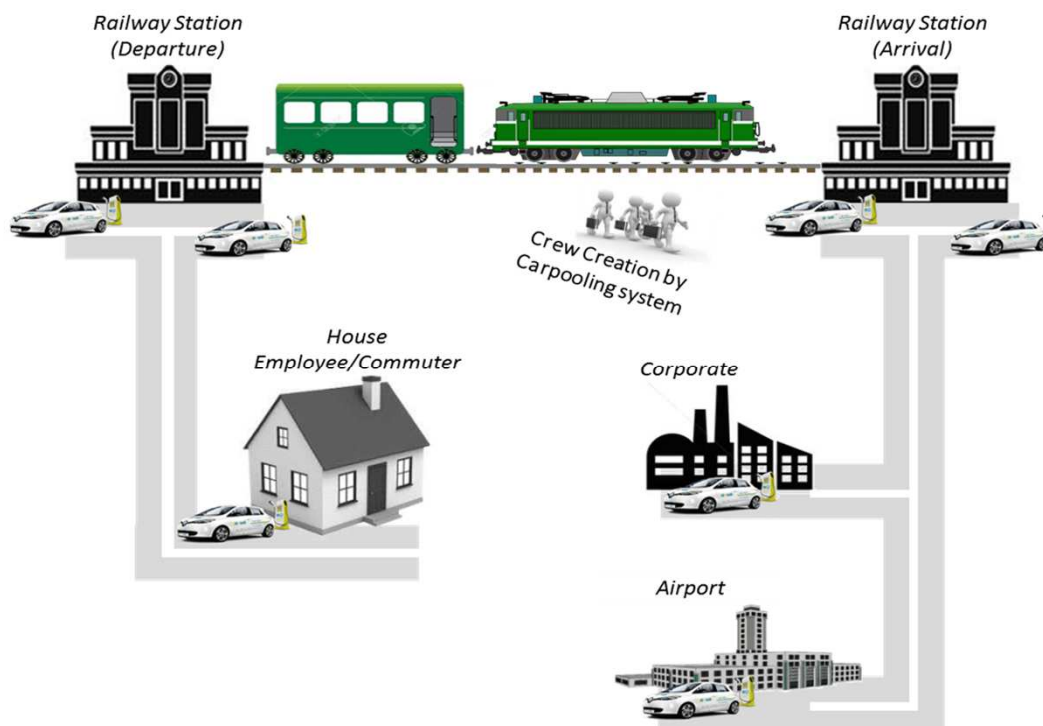 Railway Station
(Departure)
Railway Station
(Arrival)
Crew Creation by
Carpooling system
House
Employee/Commuter
Corporate
Airport